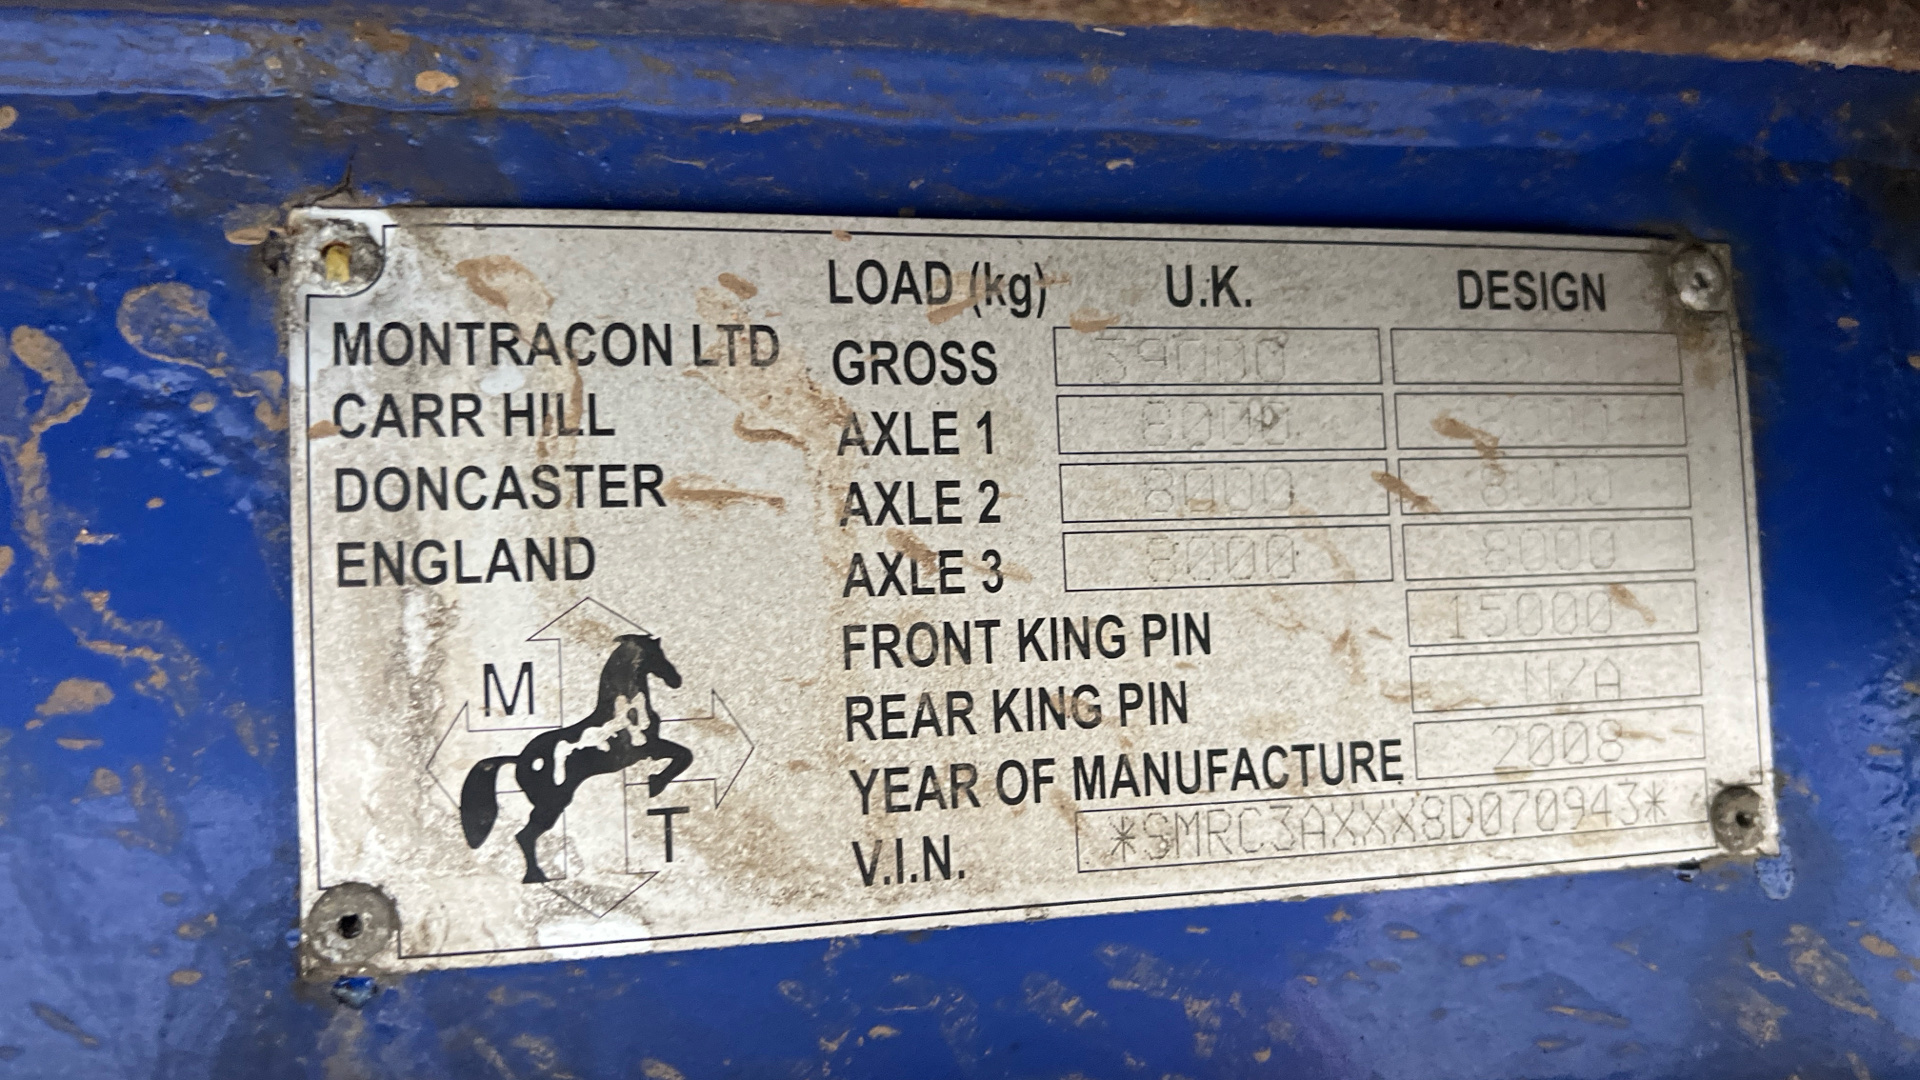 LOAD (kg) U.K. DESIGN
MONTRACON LTD
CARR HILL
DONCASTER
ENGLAND
GROSS 39000
AXLE 1 8000 8000
AXLE 2 8000 8000
AXLE 3 8000 8000
FRONT KING PIN 15000
REAR KING PIN N/A
YEAR OF MANUFACTURE 2008
V.I.N. *SMRC3AXXX8D070943*
M
T